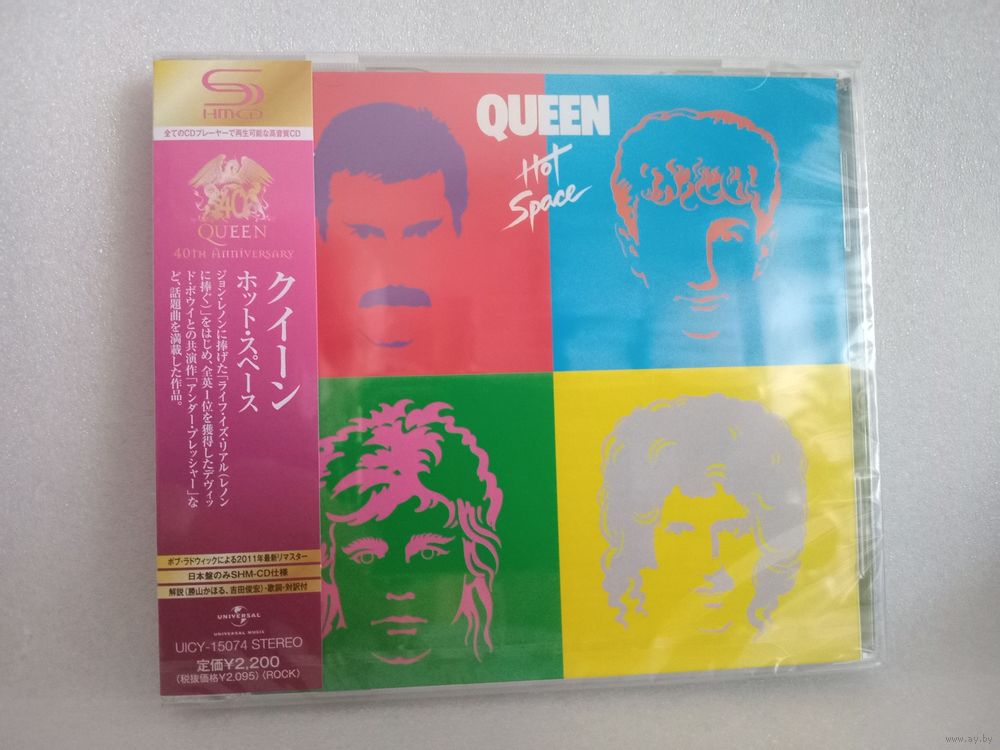 HM-CD
全てのCDプレーヤーで再生可能な高音質CD
40
QUEEN
40TH ANNIVERSARY
クイーン
ホット・スペース
ジョン・レノンに捧げた「ライフ・イズ・リアル(レノン
に捧ぐ)」をはじめ、全英1位を獲得したデヴィッ
ド・ボウイとの共演作「アンダー・プレッシャー」な
ど、話題曲を満載した作品。
ボブ・ラドウィックによる2011年最新リマスター
日本盤のみSHM-CD仕様
解説(勝山かほる、吉田俊宏)・歌詞・対訳付
UNIVERSAL
UNIVERSAL MUSIC
UICY-15074 STEREO
定価¥2,200
(税抜価格¥2,095)(ROCK)
QUEEN
Hot
Space
www.ay.by